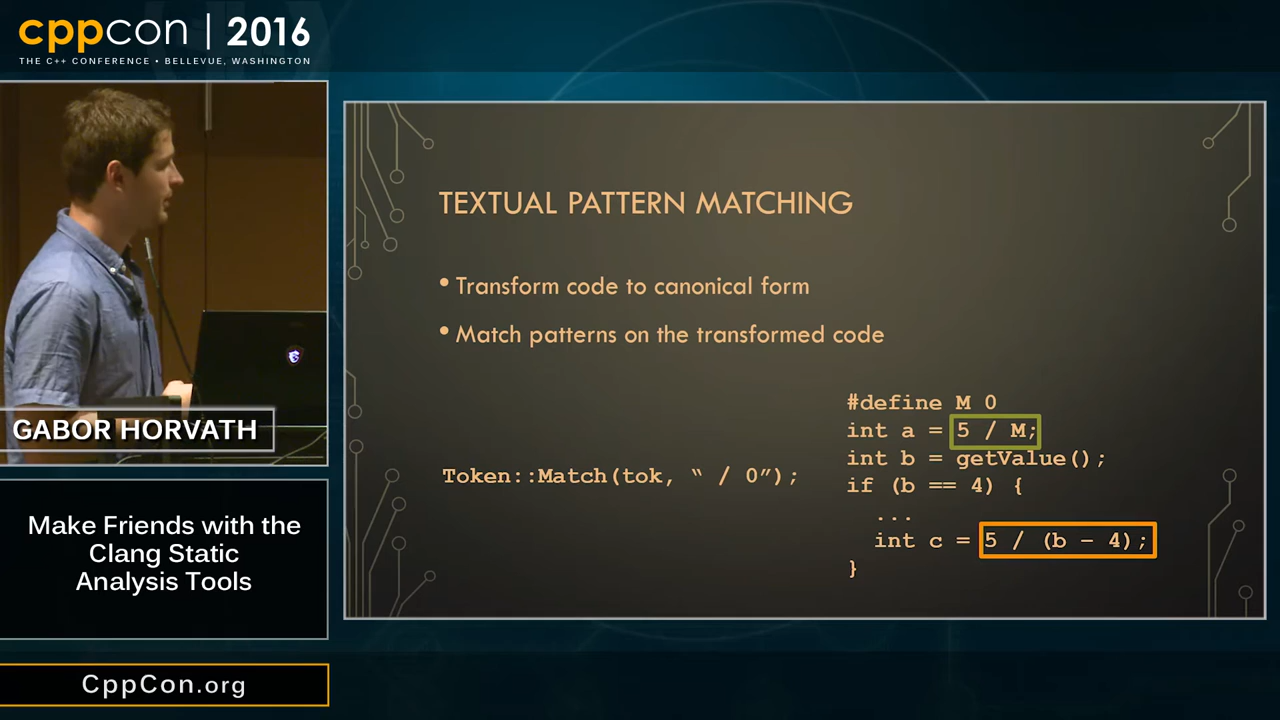 cppcon | 2016
THE C++ CONFERENCE • BELLEVUE, WASHINGTON
GABOR HORVATH
Make Friends with the
Clang Static
Analysis Tools
CppCon.org
TEXTUAL PATTERN MATCHING
• Transform code to canonical form
• Match patterns on the transformed code
Token::Match(tok, “ / 0”);
#define M 0
int a = 5 / M;
int b = getValue();
if (b == 4) {
...
int c = 5 / (b – 4);
}